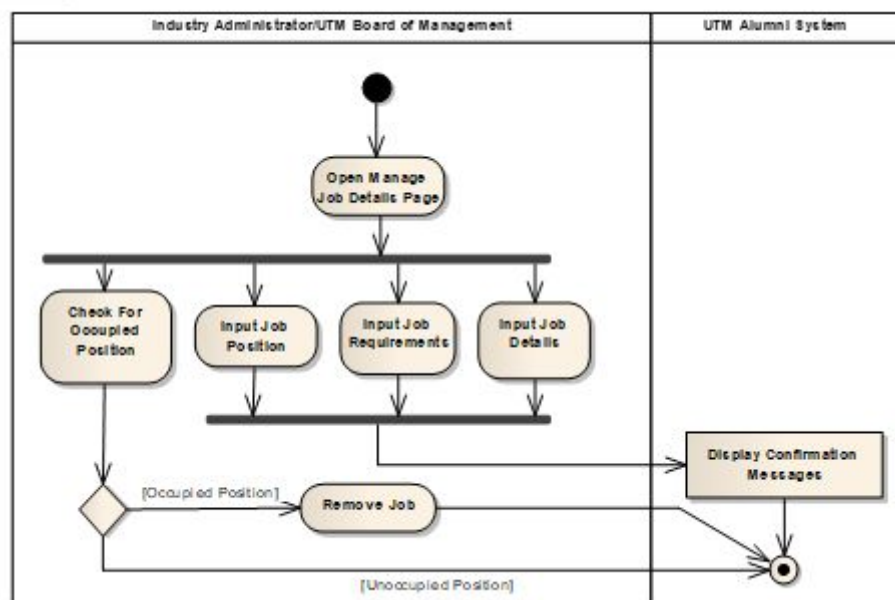 Industry Administrator/UTM Board of Management
UTM Alumni System
Open Manage
Job Details Page
Check For
Occupied
Position
Input Job
Position
Input Job
Requirements
Input Job
Details
Display Confirmation
Messages
[Occupied Position]
Remove Job
[Unoccupied Position]